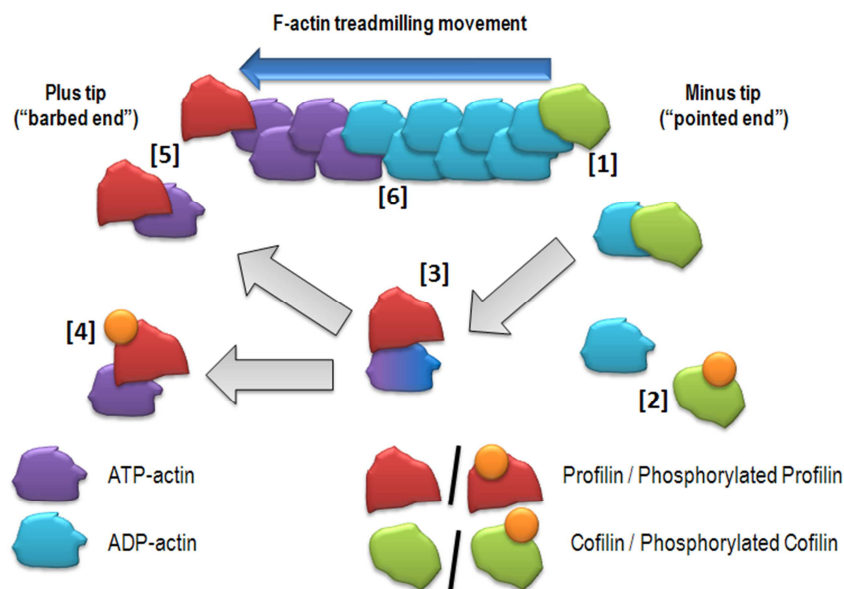 F-actin treadmilling movement
Plus tip
("barbed end")
Minus tip
("pointed end")
[5]
[1]
[6]
[3]
[4]
[2]
ATP-actin
Profilin / Phosphorylated Profilin
ADP-actin
Cofilin / Phosphorylated Cofilin